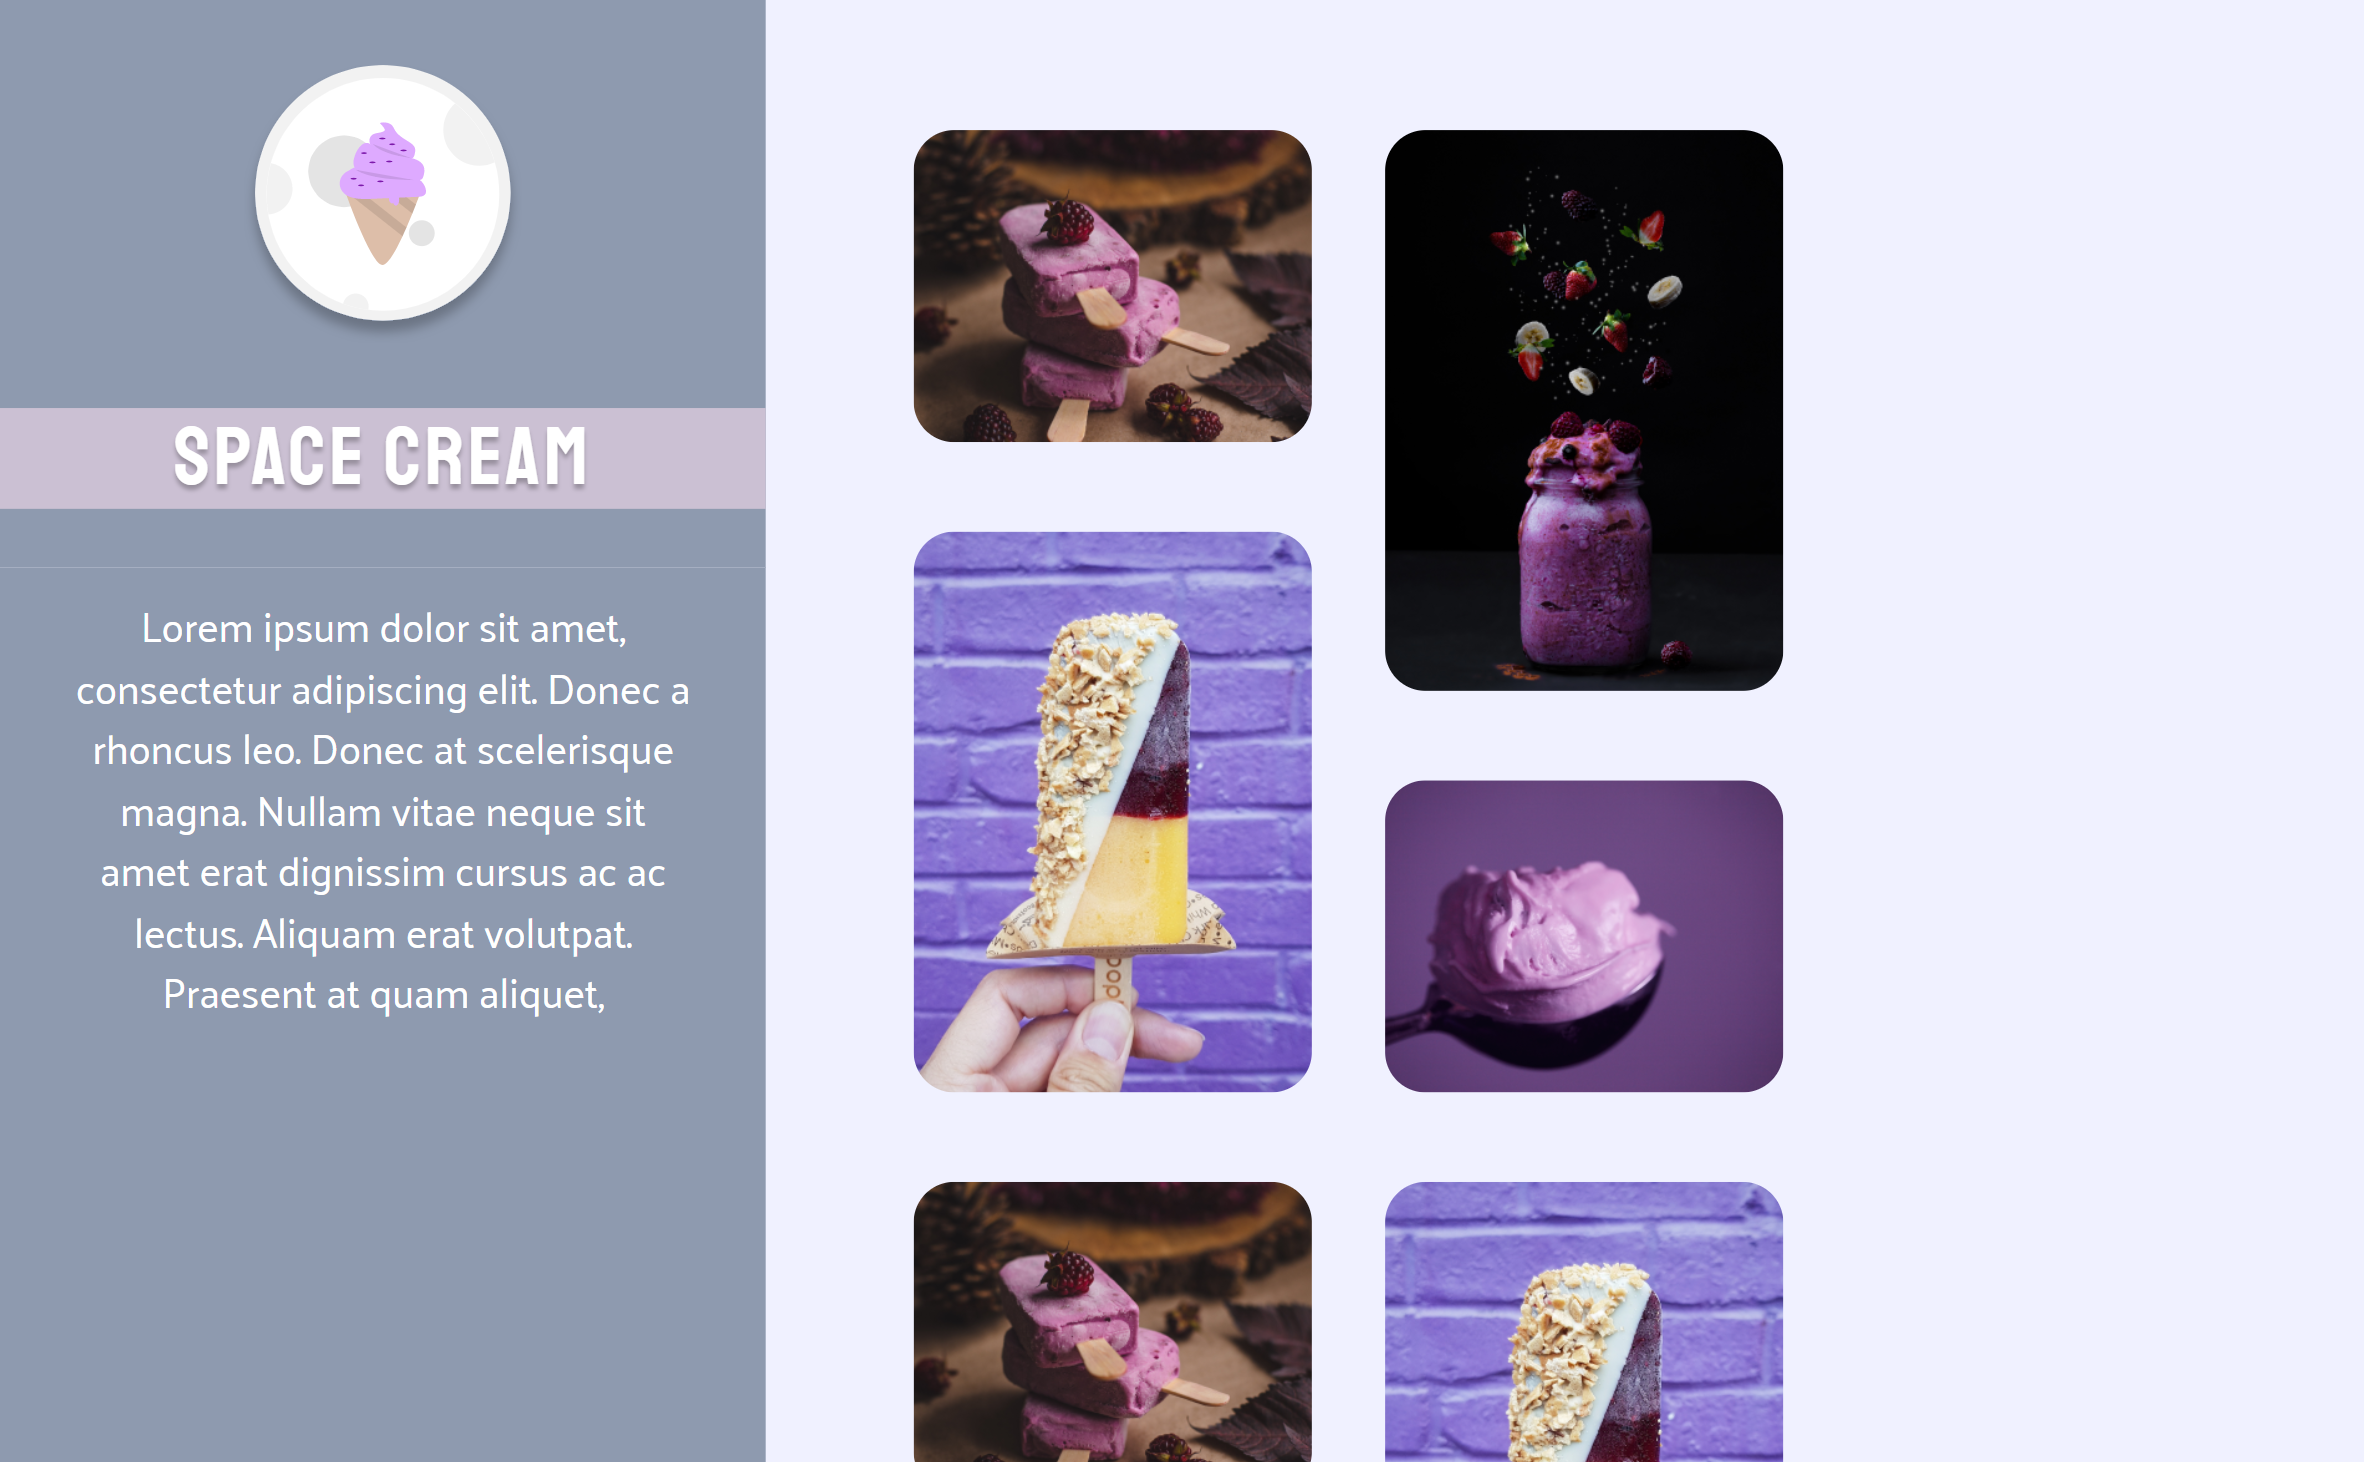 SPACE CREAM
Lorem ipsum dolor sit amet,
consectetur adipiscing elit. Donec a
rhoncus leo. Donec at scelerisque
magna. Nullam vitae neque sit
amet erat dignissim cursus ac ac
lectus. Aliquam erat volutpat.
Praesent at quam aliquet,